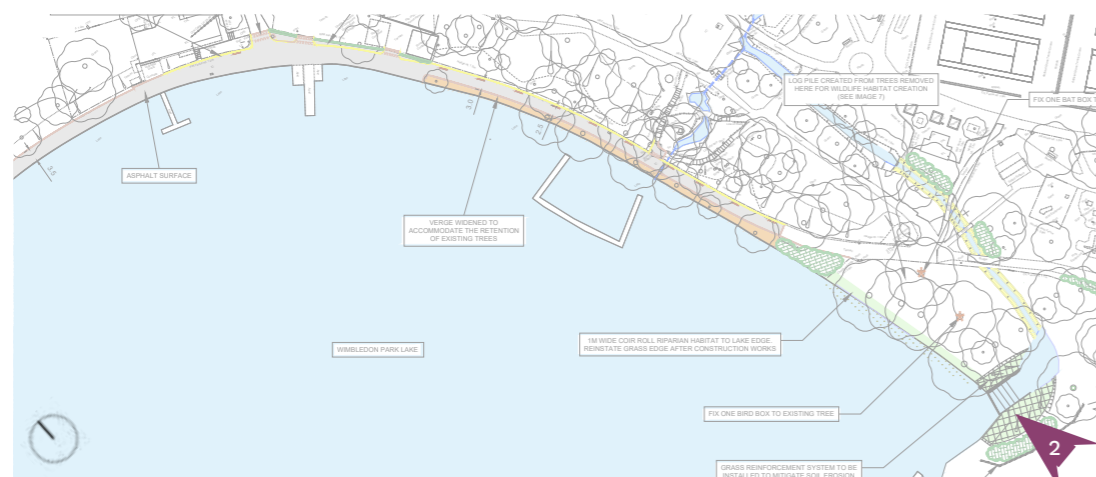 LOG PILE CREATED FROM TREES REMOVED
HERE FOR WILDLIFE HABITAT CREATION
(SEE IMAGE 7)
FIX ONE BAT BOX T
3.0
2.5
3.5
ASPHALT SURFACE
VERGE WIDENED TO
ACCOMMODATE THE RETENTION
OF EXISTING TREES
1M WIDE COIR ROLL RIPARIAN HABITAT TO LAKE EDGE.
REINSTATE GRASS EDGE AFTER CONSTRUCTION WORKS
WIMBLEDON PARK LAKE
FIX ONE BIRD BOX TO EXISTING TREE
2
GRASS REINFORCEMENT SYSTEM TO BE
INSTALLED TO MITIGATE SOIL EROSION